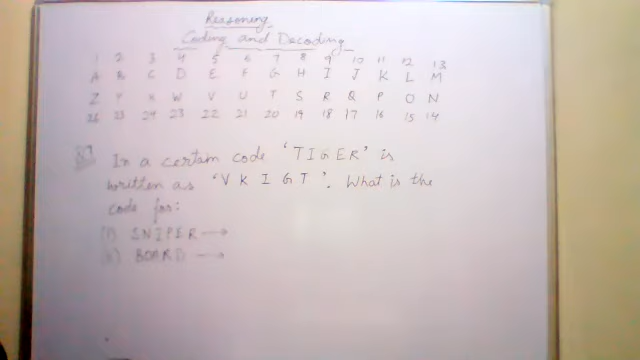 Reasoning
Coding and Decoding
1 2 3 4 5 6 7 8 9 10 11 12 13
A B C D E F G H I J K L M
Z Y X W V U T S R Q P O N
26 25 24 23 22 21 20 19 18 17 16 15 14
In a certain code 'TIGER' is
written as 'V K I G T'. What is the
code for:
(i) SNIPER →
(ii) BOARD →